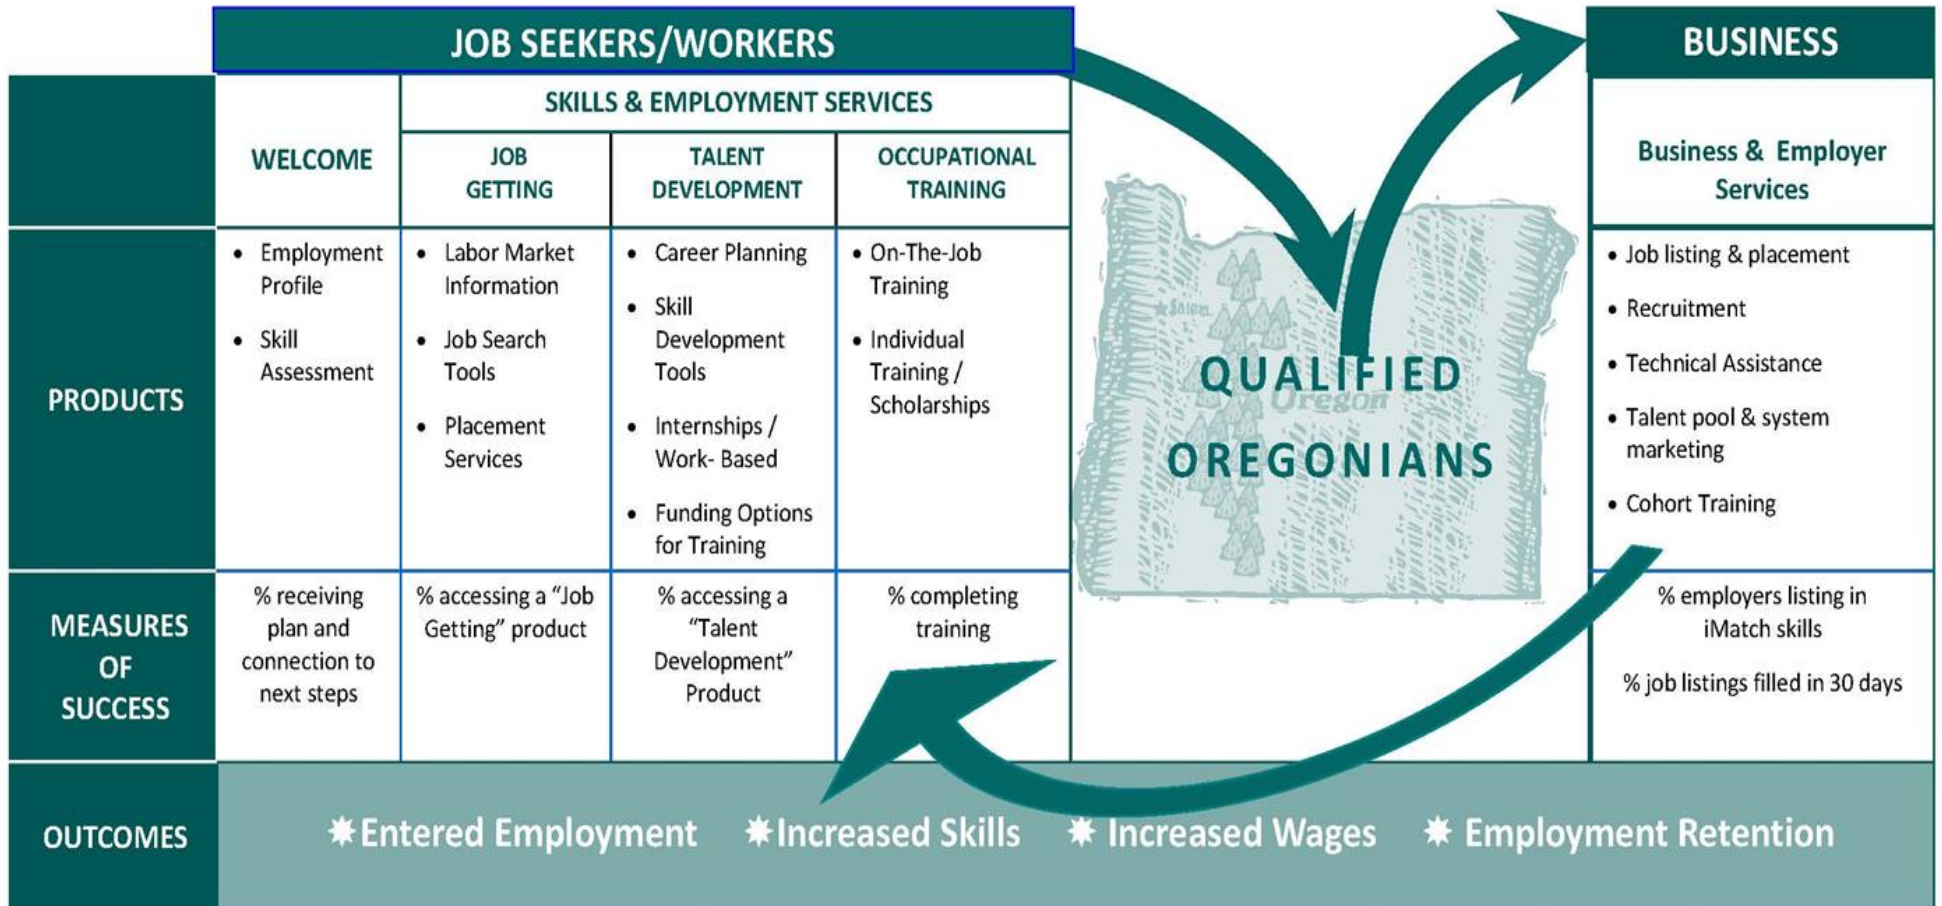 JOB SEEKERS/WORKERS
BUSINESS
SKILLS & EMPLOYMENT SERVICES
WELCOME
JOB
GETTING
TALENT
DEVELOPMENT
OCCUPATIONAL
TRAINING
Business & Employer
Services
PRODUCTS
• Employment
Profile
• Skill
Assessment
• Labor Market
Information
• Job Search
Tools
• Placement
Services
• Career Planning
• Skill
Development
Tools
• Internships /
Work- Based
• Funding Options
for Training
• On-The-Job
Training
• Individual
Training /
Scholarships
Salem
QUALIFIED
Oregon
OREGONIANS
• Job listing & placement
• Recruitment
• Technical Assistance
• Talent pool & system
marketing
• Cohort Training
MEASURES
OF
SUCCESS
% receiving
plan and
connection to
next steps
% accessing a “Job
Getting” product
% accessing a
“Talent
Development”
Product
% completing
training
% employers listing in
iMatch skills
% job listings filled in 30 days
OUTCOMES
Entered Employment
Increased Skills
Increased Wages
Employment Retention